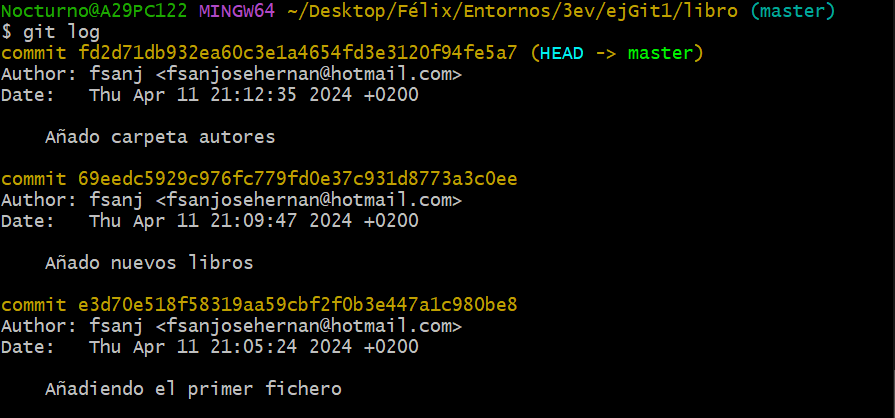 Nocturno@A29PC122 MINGW64 ~/Desktop/Félix/Entornos/3ev/ejGit1/libro (master)
$ git log
commit fd2d71db932ea60c3e1a4654fd3e3120f94fe5a7 (HEAD -> master)
Author: fsanj <fsanjosehernan@hotmail.com>
Date:   Thu Apr 11 21:12:35 2024 +0200
    Añado carpeta autores
commit 69eedc5929c976fc779fd0e37c931d8773a3c0ee
Author: fsanj <fsanjosehernan@hotmail.com>
Date:   Thu Apr 11 21:09:47 2024 +0200
    Añado nuevos libros
commit e3d70e518f58319aa59cbf2f0b3e447a1c980be8
Author: fsanj <fsanjosehernan@hotmail.com>
Date:   Thu Apr 11 21:05:24 2024 +0200
    Añadiendo el primer fichero